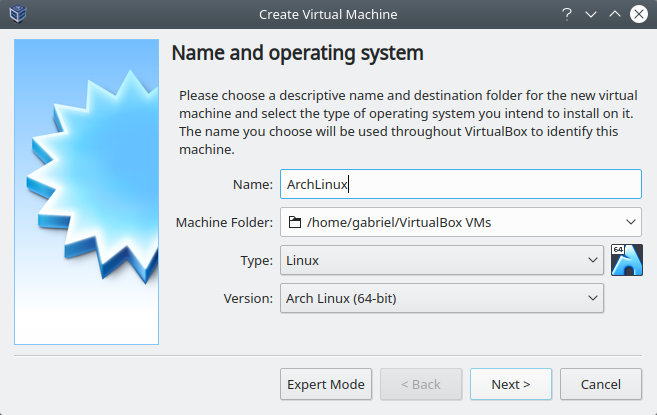 Create Virtual Machine
Name and operating system
Please choose a descriptive name and destination folder for the new virtual
machine and select the type of operating system you intend to install on it.
The name you choose will be used throughout VirtualBox to identify this
machine.
Name: ArchLinux
Machine Folder: /home/gabriel/VirtualBox VMs
Type: Linux
64
Version: Arch Linux (64-bit)
Expert Mode < Back Next > Cancel